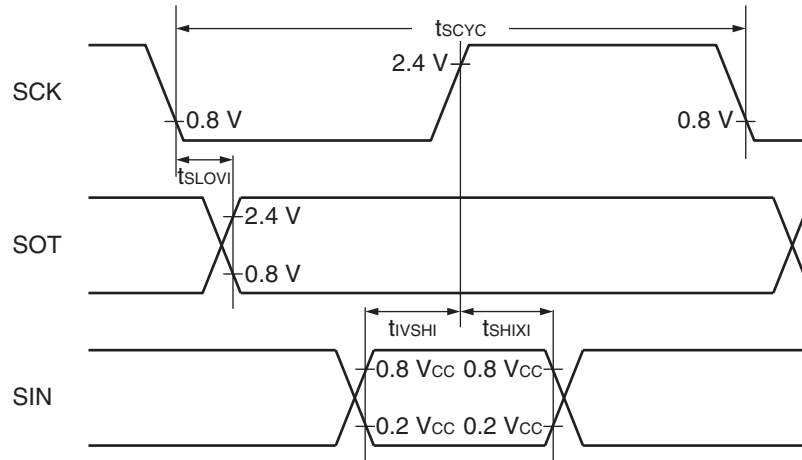 tSCYC
SCK
2.4 V
0.8 V
0.8 V
tSLOVI
SOT
2.4 V
0.8 V
tIVSHI
tSHIXI
SIN
0.8 VCC
0.8 VCC
0.2 VCC
0.2 VCC